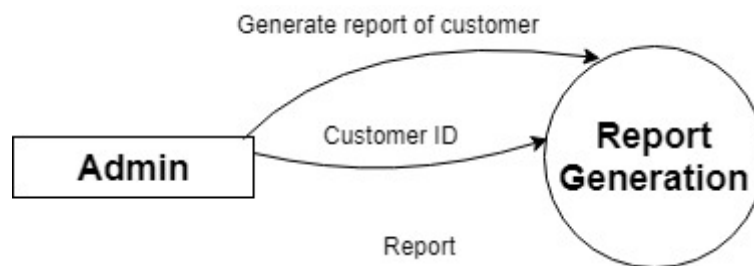 Generate report of customer
Customer ID
Admin
Report
Generation
Report